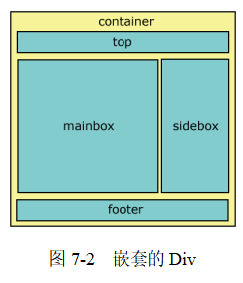 container
top
mainbox
sidebox
footer
图 7-2 嵌套的 Div